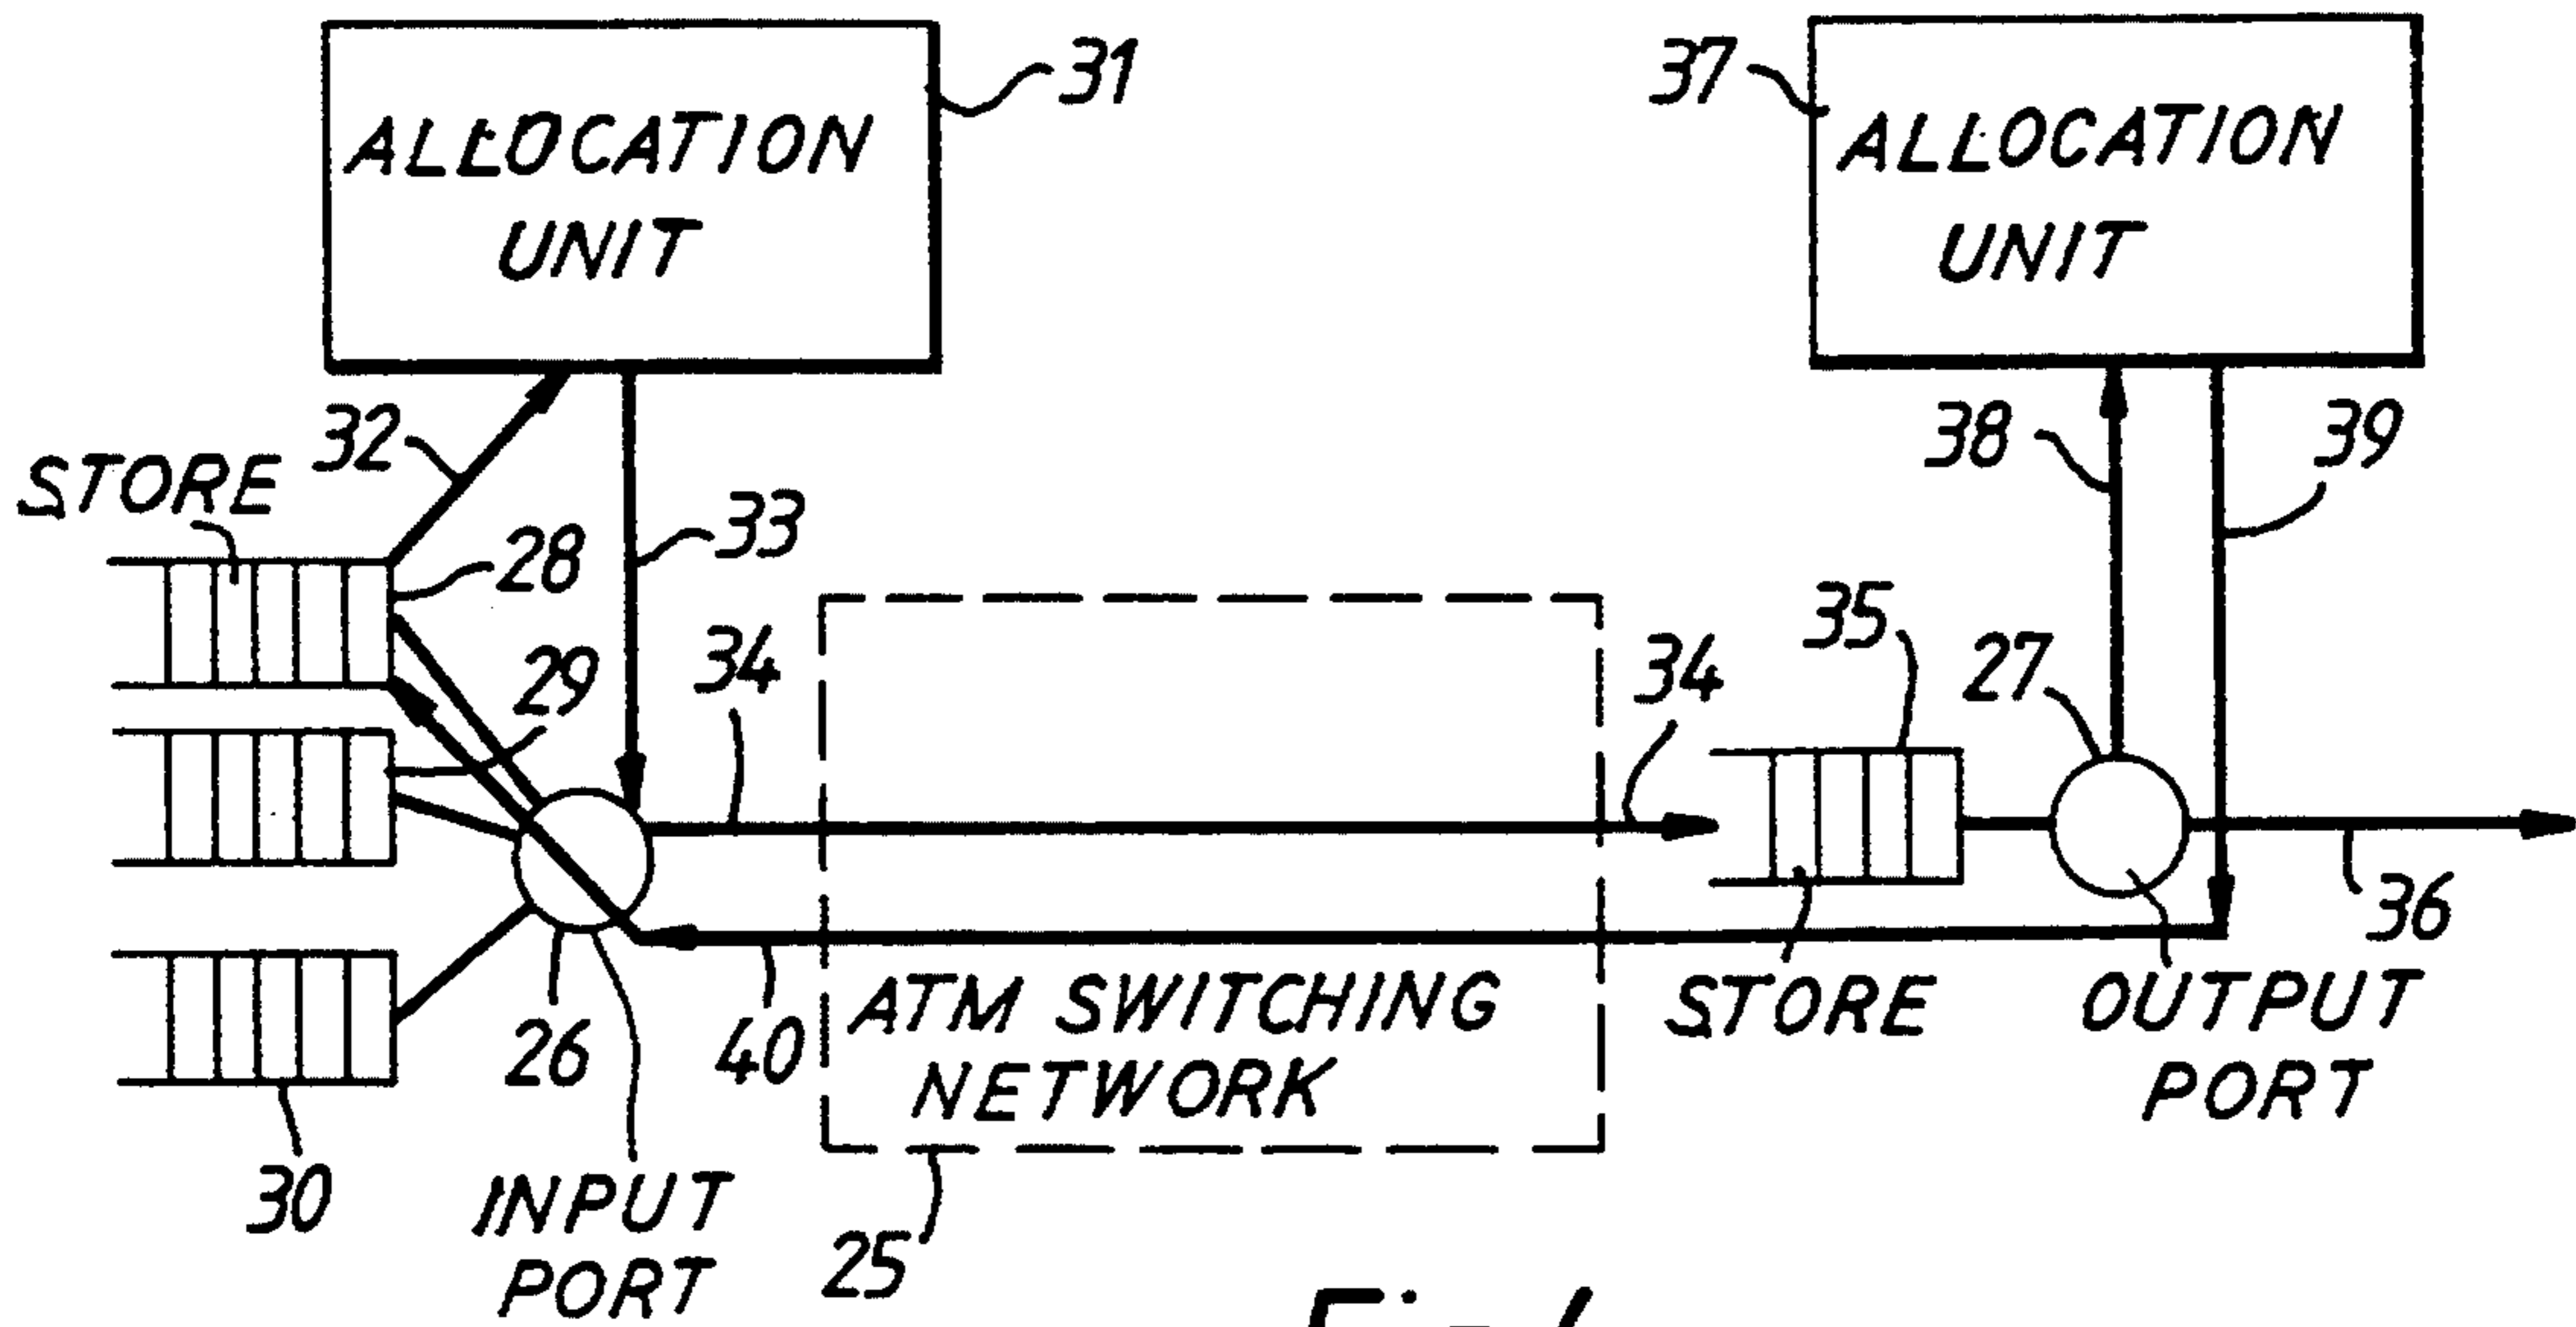 ALLOCATION
UNIT
31
37
ALLOCATION
UNIT
32
33
38
39
STORE
28
29
34
34
35
27
26
40
ATM SWITCHING
NETWORK
STORE
OUTPUT
PORT
36
30
INPUT
PORT
25